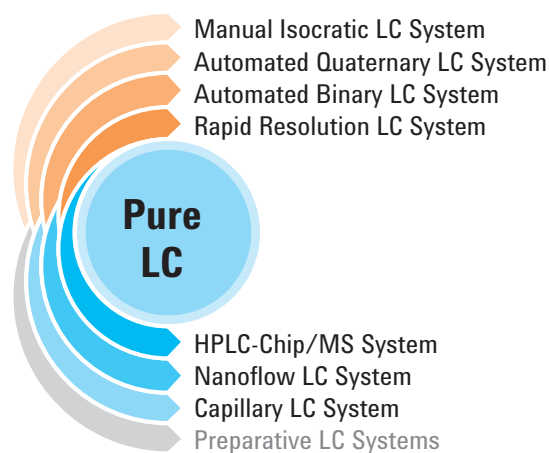 Manual Isocratic LC System
Automated Quaternary LC System
Automated Binary LC System
Rapid Resolution LC System
Pure
LC
HPLC-Chip/MS System
Nanoflow LC System
Capillary LC System
Preparative LC Systems